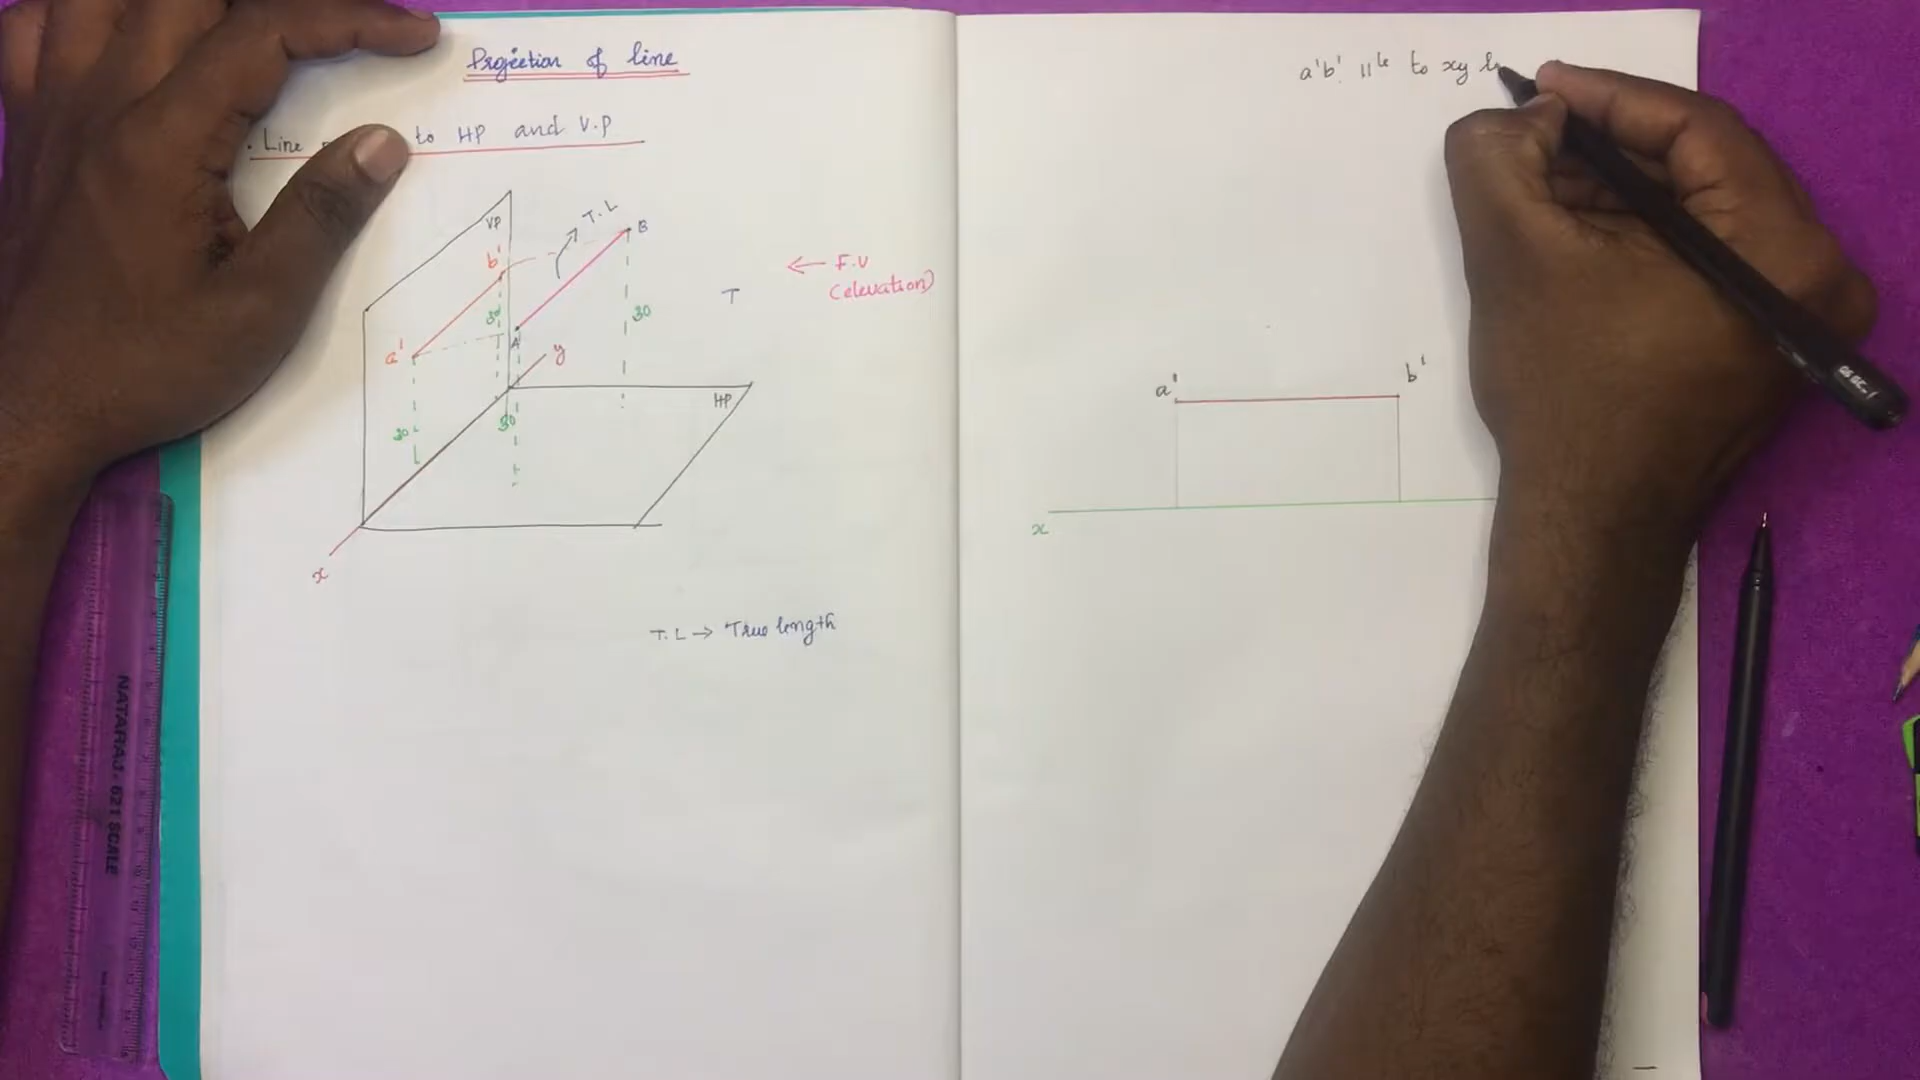 Projection of line
. Line to HP and V.P
T.L
VP
B
b'
← F.V
(elevation)
T
30
30
A
a'
y
HP
30
30
x
T.L → True length
a'b' 11le to xy
a'
b'
x
NATARAJ · 621 SCALE